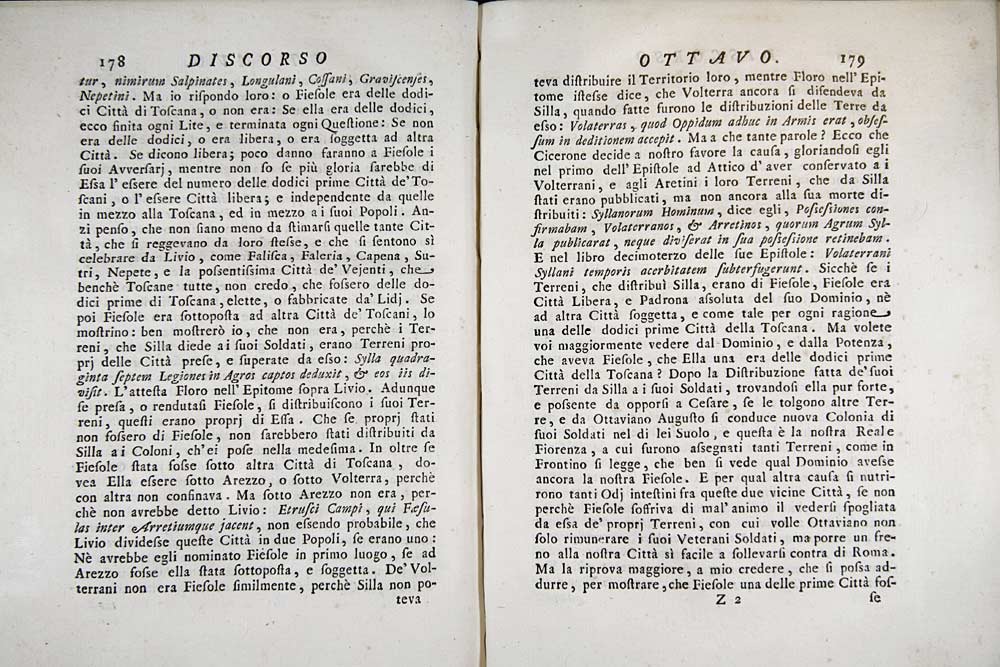 178 DISCORSO
tur, nimirum Salpinates, Longulani, Coſſani, Graviſcenſes,
Nepetini. Ma io riſpondo loro: o Fieſole era delle dodi-
ci Città di Toſcana, o non era: Se ella era delle dodici,
ecco finita ogni Lite, e terminata ogni Queſtione: Se non
era delle dodici, o era libera, o era ſoggetta ad altra
Città. Se dicono libera; poco danno faranno a Fieſole i
ſuoi Avverſarj, mentre non ſo ſe più gloria ſarebbe di
Eſſa l' eſſere del numero delle dodici prime Città de' To-
ſcani, o l' eſſere Città libera; e independente da quelle
in mezzo alla Toſcana, ed in mezzo a i ſuoi Popoli. An-
zi penſo, che non ſiano meno da ſtimarſi quelle tante Cit-
tà, che ſi reggevano da loro ſteſse, e che ſi ſentono sì
celebrare da Livio, come Faliſca, Faleria, Capena, Su-
tri, Nepete, e la poſsentiſſima Città de' Vejenti, che
benchè Toſcane tutte, non credo, che foſsero delle do-
dici prime di Toſcana, elette, o fabbricate da' Lidj. Se
poi Fieſole era ſottopoſta ad altra Città de' Toſcani, lo
moſtrino: ben moſtrerò io, che non era, perchè i Ter-
reni, che Silla diede a i ſuoi Soldati, erano Terreni pro-
prj delle Città preſe, e ſuperate da eſso: Sylla quadra-
ginta ſeptem Legiones in Agros captos deduxit, & eos iis di-
viſit. L'atteſta Floro nell' Epitome ſopra Livio. Adunque
ſe preſa, o rendutaſi Fieſole, ſi diſtribuiſcono i ſuoi Ter-
reni, queſti erano proprj di Eſſa. Che ſe proprj ſtati
non foſsero di Fieſole, non ſarebbero ſtati diſtribuiti da
Silla a i Coloni, ch'ei poſe nella medeſima. In oltre ſe
Fieſole ſtata foſse ſotto altra Città di Toſcana, do-
vea Ella eſsere ſotto Arezzo, o ſotto Volterra, perchè
con altra non confinava. Ma ſotto Arezzo non era, per-
chè non avrebbe detto Livio: Etruſci Campi, qui Fæſu-
las inter Arretiumque jacent, non eſsendo probabile, che
Livio divideſse queſte Città in due Popoli, ſe erano uno:
Nè avrebbe egli nominato Fieſole in primo luogo, ſe ad
Arezzo foſse ella ſtata ſottopoſta, e ſoggetta. De' Vol-
terrani non era Fieſole ſimilmente, perchè Silla non po-
teva
OTTAVO. 179
teva diſtribuire il Territorio loro, mentre Floro nell' Epi-
tome iſteſse dice, che Volterra ancora ſi difendeva da
Silla, quando fatte furono le diſtribuzioni delle Terre da
eſso: Volaterras, quod Oppidum adhuc in Armis erat, obſeſ-
ſum in deditionem accepit. Ma a che tante parole? Ecco che
Cicerone decide a noſtro favore la cauſa, glorianduſi egli
nel primo dell' Epiſtole ad Attico d' aver conſervato a i
Volterrani, e agli Aretini i loro Terreni, che da Silla
ſtati erano pubblicati, ma non ancora alla ſua morte di-
ſtribuiti: Syllanorum Hominum, dice egli, Poſseſſiones con-
firmabam, Volaterranos, & Arretinos, quorum Agrum Syl-
la publicarat, neque diviſerat in ſua poſseſſione retinebam.
E nel libro decimoterzo delle ſue Epiſtole: Volaterrani
Syllani temporis acerbitatem ſubterfugerunt. Sicchè ſe i
Terreni, che diſtribuì Silla, erano di Fieſole, Fieſole era
Città Libera, e Padrona aſſoluta del ſuo Dominio, nè
ad altra Città ſoggetta, e come tale per ogni ragione
una delle dodici prime Città della Toſcana. Ma volete
voi maggiormente vedere dal Dominio, e dalla Potenza,
che aveva Fieſole, che Ella una era delle dodici prime
Città della Toſcana? Dopo la Diſtribuzione fatta de' ſuoi
Terreni da Silla a i ſuoi Soldati, trovandoſi ella pur forte,
e poſsente da opporſi a Ceſare, ſe le tolgono altre Ter-
re, e da Ottaviano Auguſto ſi conduce nuova Colonia di
ſuoi Soldati nel di lei Suolo, e queſta è la noſtra Reale
Fiorenza, a cui furono aſſegnati tanti Terreni, come in
Frontino ſi legge, che ben ſi vede qual Dominio aveſse
ancora la noſtra Fieſole. E per qual altra cauſa ſi nutri-
rono tanti Odj inteſtini fra queſte due vicine Città, ſe non
perchè Fieſole ſoffriva di mal' animo il vederſi ſpogliata
da eſsa de' proprj Terreni, con cui volle Ottaviano non
ſolo rimunerare i ſuoi Veterani Soldati, ma porre un fre-
no alla noſtra Città sì facile a ſollevarſi contra di Roma.
Ma la riprova maggiore, a mio credere, che ſi poſsa ad-
durre, per moſtrare, che Fieſole una delle prime Città foſ-
Z 2 ſe